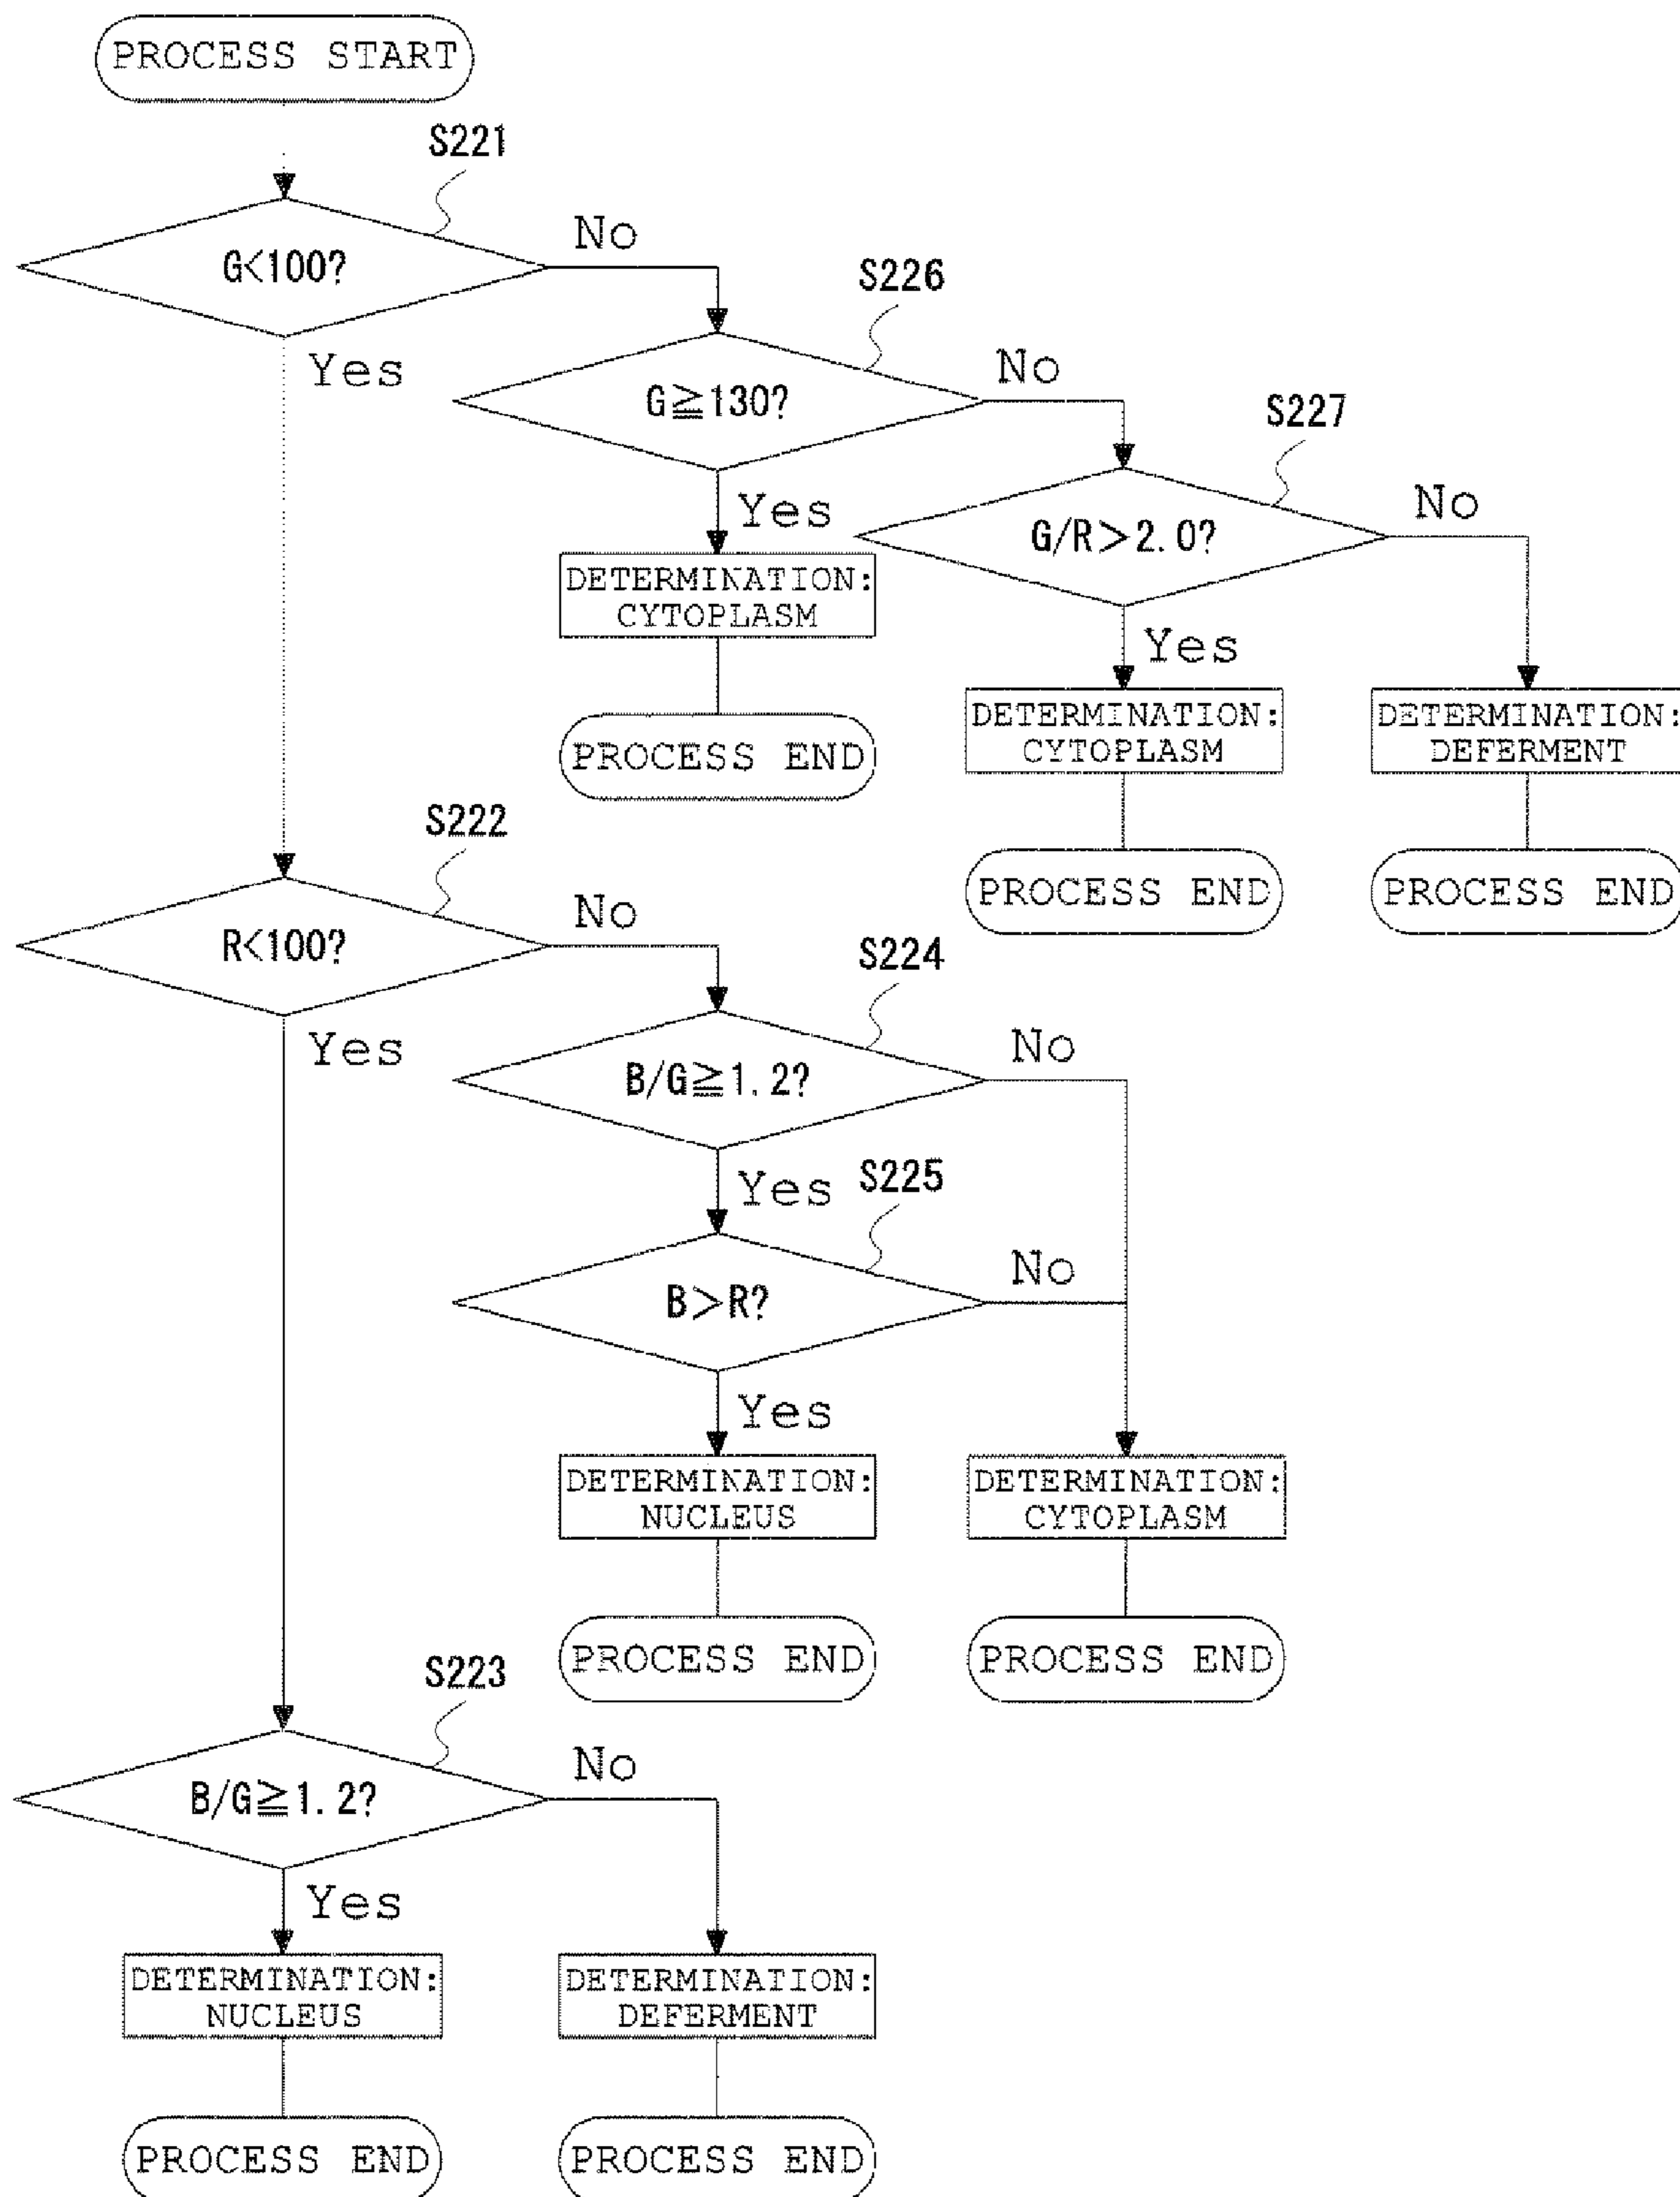 PROCESS START
S221
G<100?
No
Yes
S226
G≧130?
No
Yes
S227
G/R>2.0?
No
Yes
DETERMINATION:
CYTOPLASM
PROCESS END
DETERMINATION:
CYTOPLASM
PROCESS END
DETERMINATION:
DEFERMENT
PROCESS END
S222
R<100?
No
Yes
S224
B/G≧1.2?
No
Yes
S225
B>R?
No
Yes
DETERMINATION:
NUCLEUS
PROCESS END
DETERMINATION:
CYTOPLASM
PROCESS END
S223
B/G≧1.2?
No
Yes
DETERMINATION:
NUCLEUS
PROCESS END
DETERMINATION:
DEFERMENT
PROCESS END